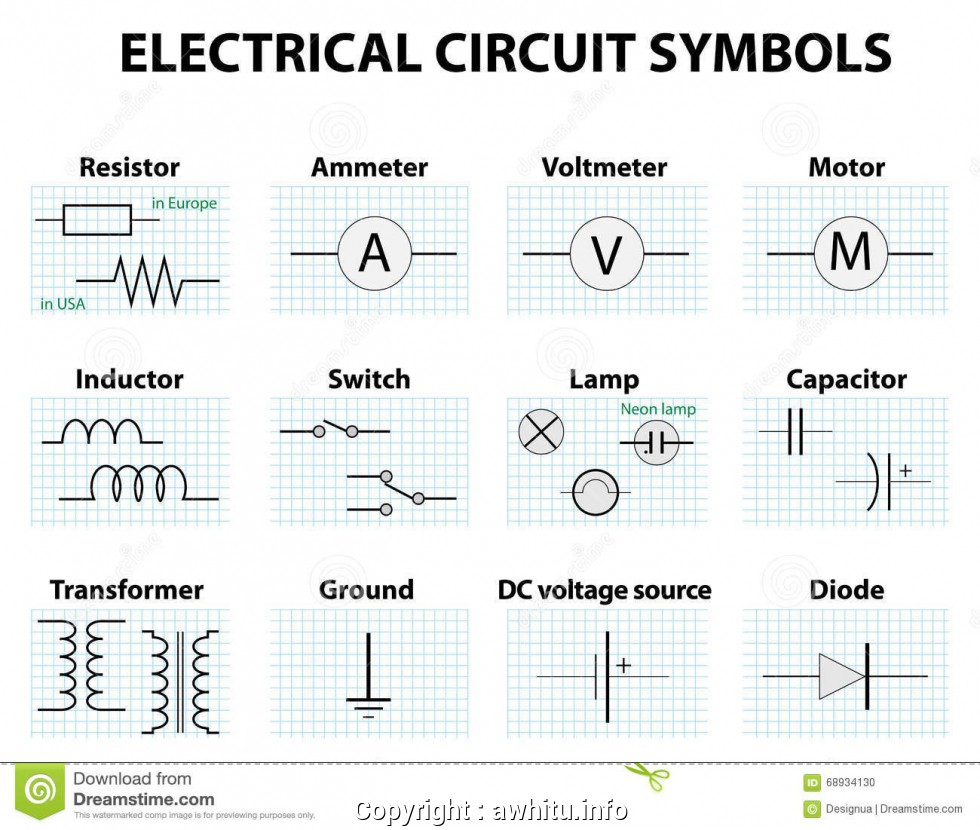 ELECTRICAL CIRCUIT SYMBOLS
Resistor
Ammeter
Voltmeter
Motor
in Europe
in USA
A
V
M
Inductor
Switch
Lamp
Capacitor
Neon lamp
+
Transformer
Ground
DC voltage source
Diode
+
Download from
Dreamstime.com
This watermarked comp image is for previewing purposes only.
ID 68934130
© Designua | Dreamstime.com
Copyright : awhitu.info